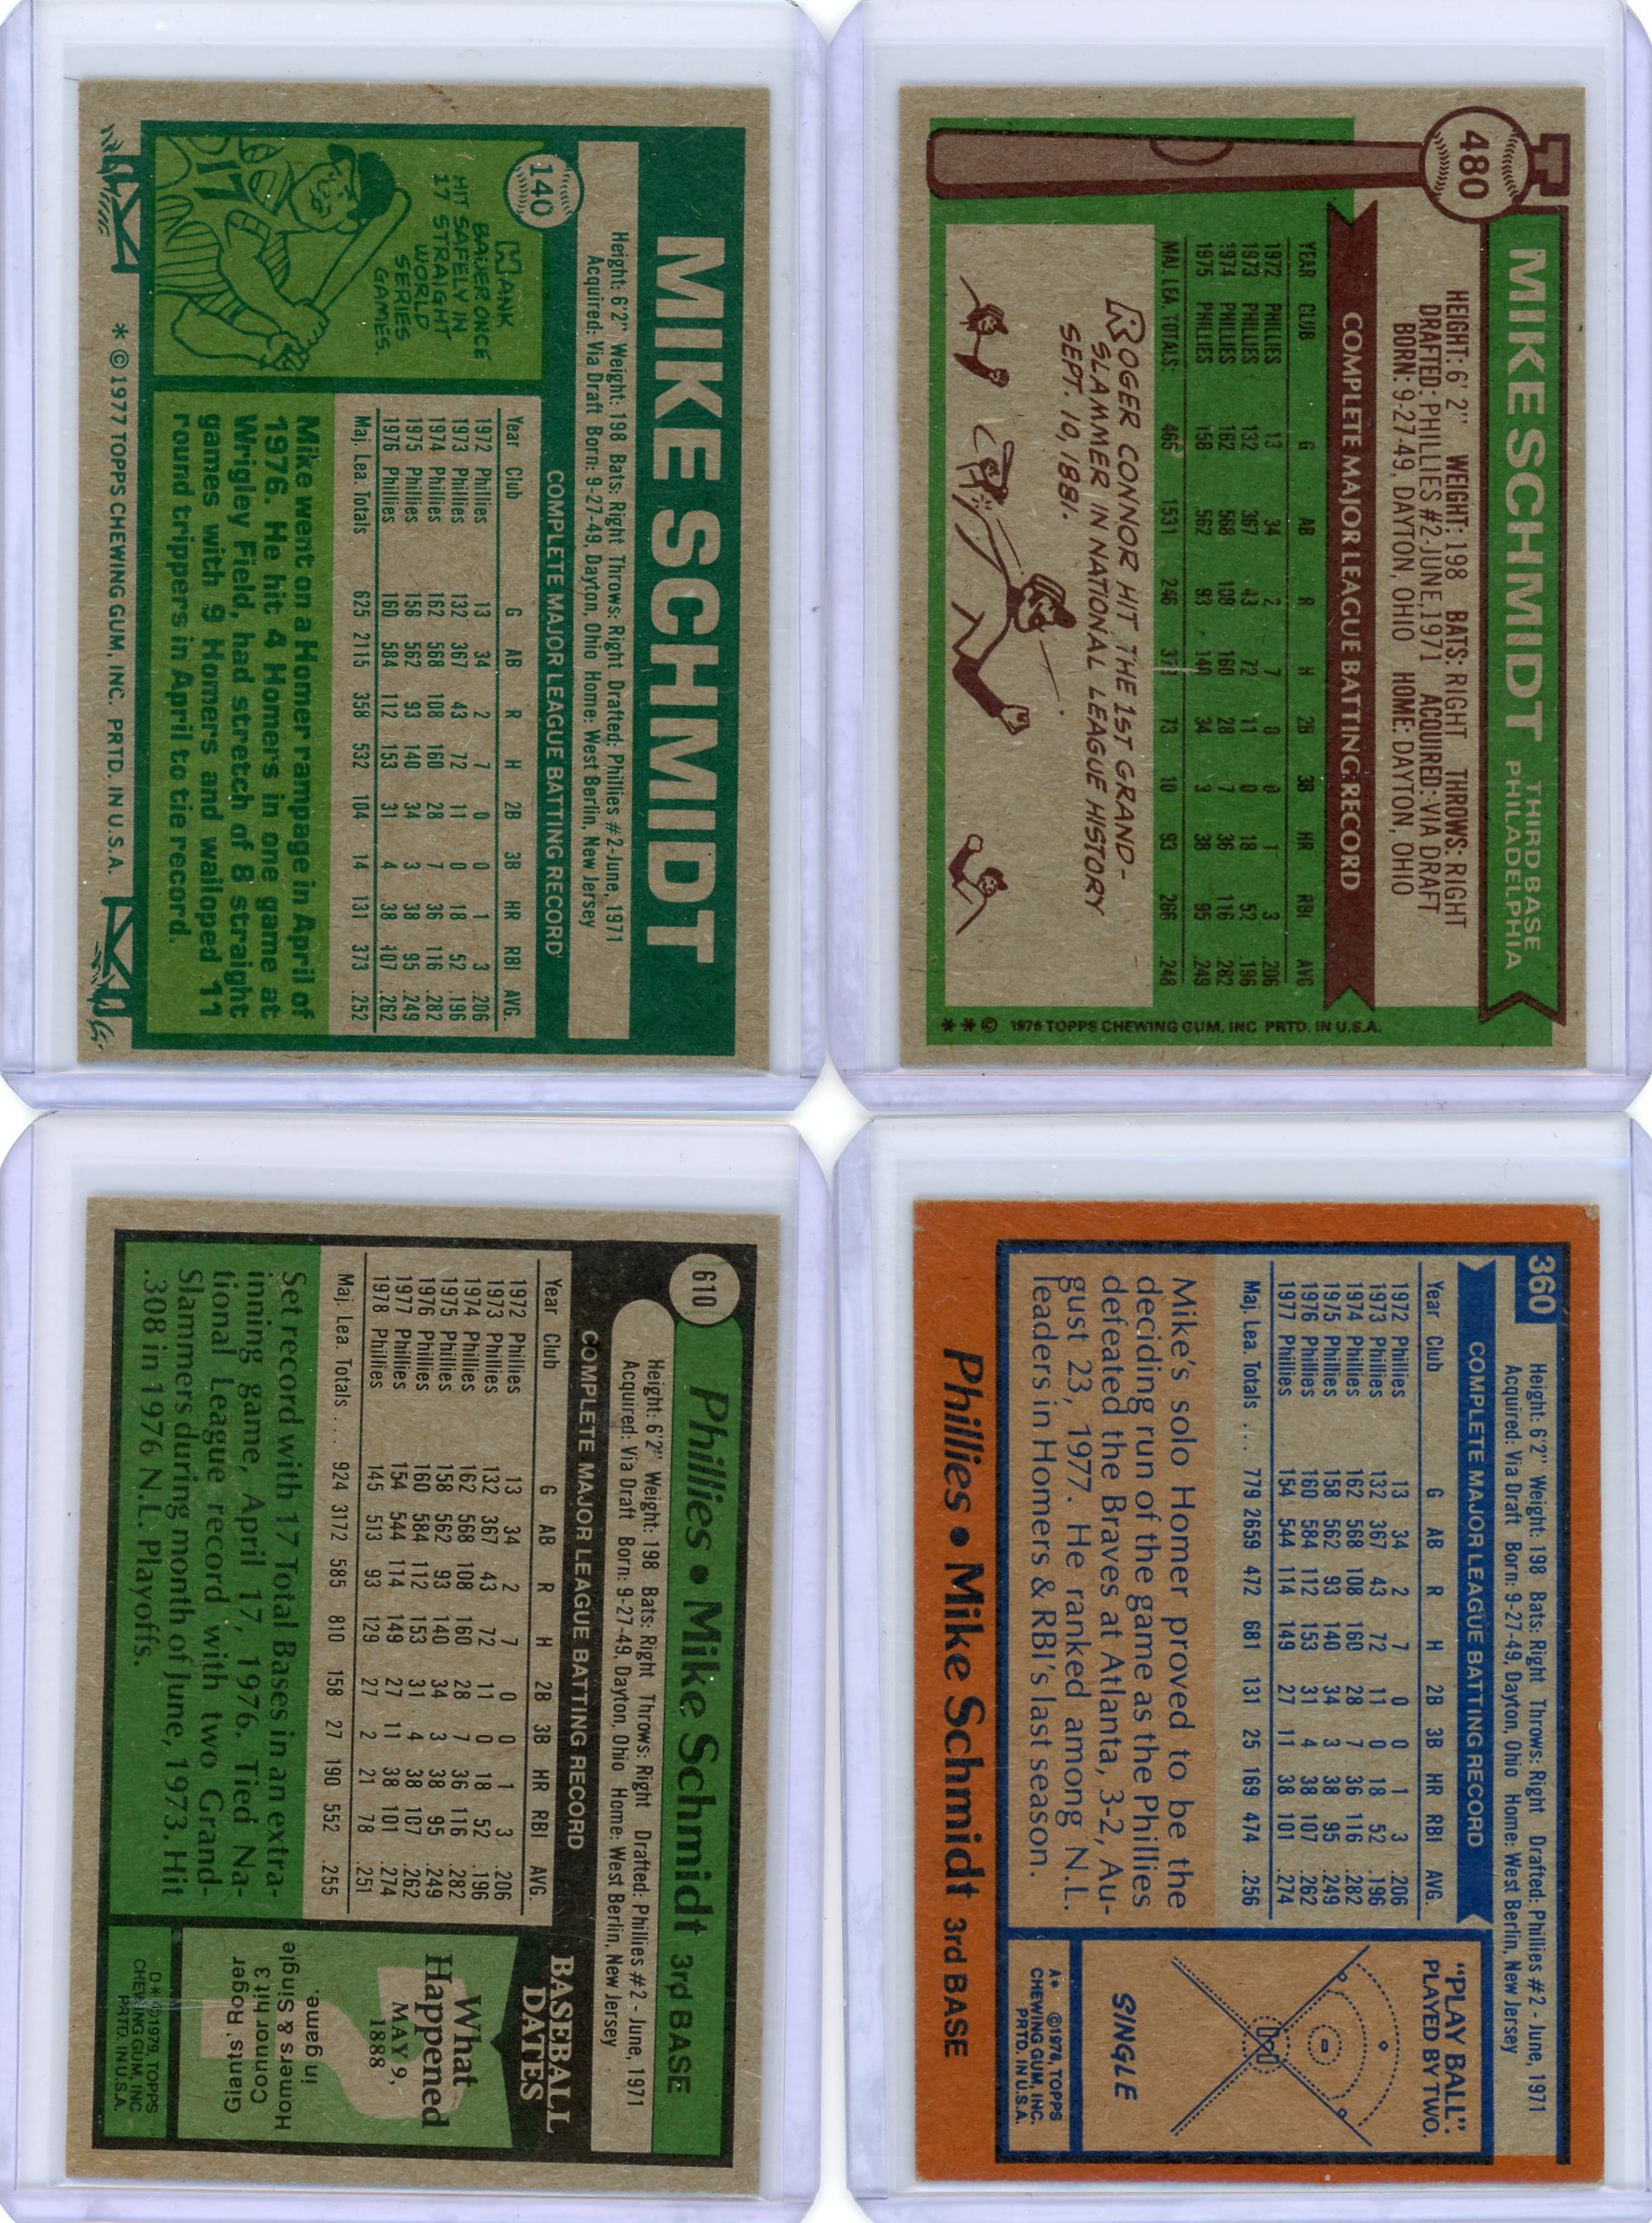 MIKE SCHMIDT
Height: 6'2" Weight: 198 Bats: Right Throws: Right Drafted: Phillies #2-June, 1971
Acquired: Via Draft Born: 9-27-49, Dayton, Ohio Home: West Berlin, New Jersey
140
COMPLETE MAJOR LEAGUE BATTING RECORD
Year Club G AB R H 2B 3B HR RBI AVG.
1972 Phillies 13 34 2 7 0 0 1 3 .206
1973 Phillies 132 367 43 72 11 0 18 52 .196
1974 Phillies 162 568 108 160 28 7 36 116 .282
1975 Phillies 158 562 93 140 34 3 38 95 .249
1976 Phillies 160 584 112 153 31 4 38 107 .262
Maj. Lea. Totals 625 2115 358 532 104 14 131 373 .252
HANK
BAUER ONCE
HIT SAFELY IN
17 STRAIGHT
WORLD
SERIES
GAMES.
17
Mike went on a Homer rampage in April of
1976. He hit 4 Homers in one game at
Wrigley Field, had stretch of 8 straight
games with 9 Homers and walloped 11
round trippers in April to tie record.
* © 1977 TOPPS CHEWING GUM, INC. PRTD. IN U.S.A.
480
MIKE SCHMIDT THIRD BASE
PHILADELPHIA
HEIGHT: 6' 2" WEIGHT: 198 BATS: RIGHT THROWS: RIGHT
DRAFTED: PHILLIES #2-JUNE, 1971 ACQUIRED: VIA DRAFT
BORN: 9-27-49, DAYTON, OHIO HOME: DAYTON, OHIO
COMPLETE MAJOR LEAGUE BATTING RECORD
YEAR CLUB G AB R H 2B 3B HR RBI AVG
1972 PHILLIES 13 34 2 7 0 0 1 3 .206
1973 PHILLIES 132 367 43 72 11 0 18 52 .196
1974 PHILLIES 162 568 108 160 28 7 36 116 .282
1975 PHILLIES 158 562 93 140 34 3 38 95 .249
MAJ. LEA. TOTALS: 465 1531 246 73 10 93 266 .248
ROGER CONNOR HIT THE 1ST GRAND-
SLAMMER IN NATIONAL LEAGUE HISTORY
SEPT. 10, 1881.
* * © 1976 TOPPS CHEWING GUM, INC PRTD. IN U.S.A.
610
Phillies • Mike Schmidt 3rd BASE
Height: 6'2" Weight: 198 Bats: Right Throws: Right Drafted: Phillies #2 - June, 1971
Acquired: Via Draft Born: 9-27-49, Dayton, Ohio Home: West Berlin, New Jersey
COMPLETE MAJOR LEAGUE BATTING RECORD
Year Club G AB R H 2B 3B HR RBI AVG.
1972 Phillies 13 34 2 7 0 0 1 3 .206
1973 Phillies 132 367 43 72 11 0 18 52 .196
1974 Phillies 162 568 108 160 28 7 36 116 .282
1975 Phillies 158 562 93 140 34 3 38 95 .249
1976 Phillies 160 584 112 153 31 4 38 107 .262
1977 Phillies 154 544 114 149 27 11 38 101 .274
1978 Phillies 145 513 93 129 27 2 21 78 .251
Maj. Lea. Totals . . . 924 3172 585 810 158 27 190 552 .255
Set record with 17 Total Bases in an extra-
inning game, April 17, 1976. Tied Na-
tional League record with two Grand-
Slammers during month of June, 1973. Hit
.308 in 1976 N.L. Playoffs.
BASEBALL
DATES
What
Happened
MAY 9,
1888
Giants' Roger
Connor hit 3
Homers & Single
in game.
D* © 1979, TOPPS
CHEWING GUM, INC
PRTD. IN U.S.A.
360
Height: 6'2" Weight: 198 Bats: Right Throws: Right Drafted: Phillies #2 - June, 1971
Acquired: Via Draft Born: 9-27-49, Dayton, Ohio Home: West Berlin, New Jersey
COMPLETE MAJOR LEAGUE BATTING RECORD
Year Club G AB R H 2B 3B HR RBI AVG.
1972 Phillies 13 34 2 7 0 0 1 3 .206
1973 Phillies 132 367 43 72 11 0 18 52 .196
1974 Phillies 162 568 108 160 28 7 36 116 .282
1975 Phillies 158 562 93 140 34 3 38 95 .249
1976 Phillies 160 584 112 153 31 4 38 107 .262
1977 Phillies 154 544 114 149 27 11 38 101 .274
Maj. Lea. Totals . . . . 779 2659 472 681 131 25 169 474 .256
Mike's solo Homer proved to be the
deciding run of the game as the Phillies
defeated the Braves at Atlanta, 3-2, Au-
gust 23, 1977. He ranked among N.L.
leaders in Homers & RBI's last season.
"PLAY BALL":
PLAYED BY TWO.
SINGLE
A* © 1978, TOPPS
CHEWING GUM, INC.
PRTD. IN U.S.A.
Phillies • Mike Schmidt 3rd BASE